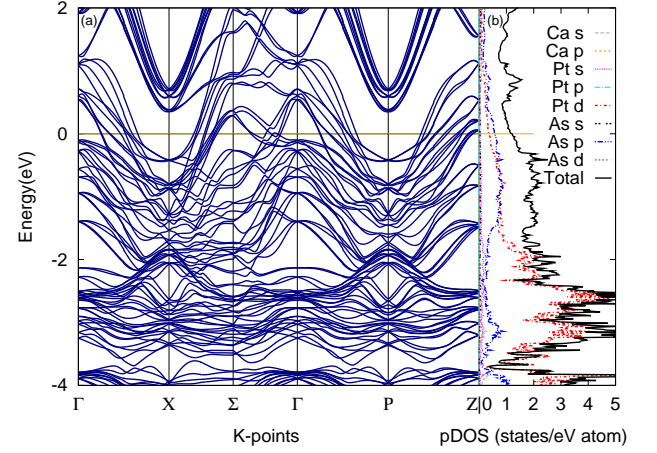 (a)
(b)
2
0
-2
-4
Energy(eV)
Γ X Σ Γ P Z
K-points
Ca s
Ca p
Pt s
Pt p
Pt d
As s
As p
As d
Total
0 1 2 3 4 5
pDOS (states/eV atom)